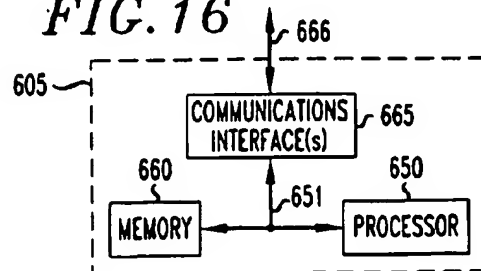 FIG. 16
666
605
COMMUNICATIONS
INTERFACE(s)
665
660
651
650
MEMORY
PROCESSOR